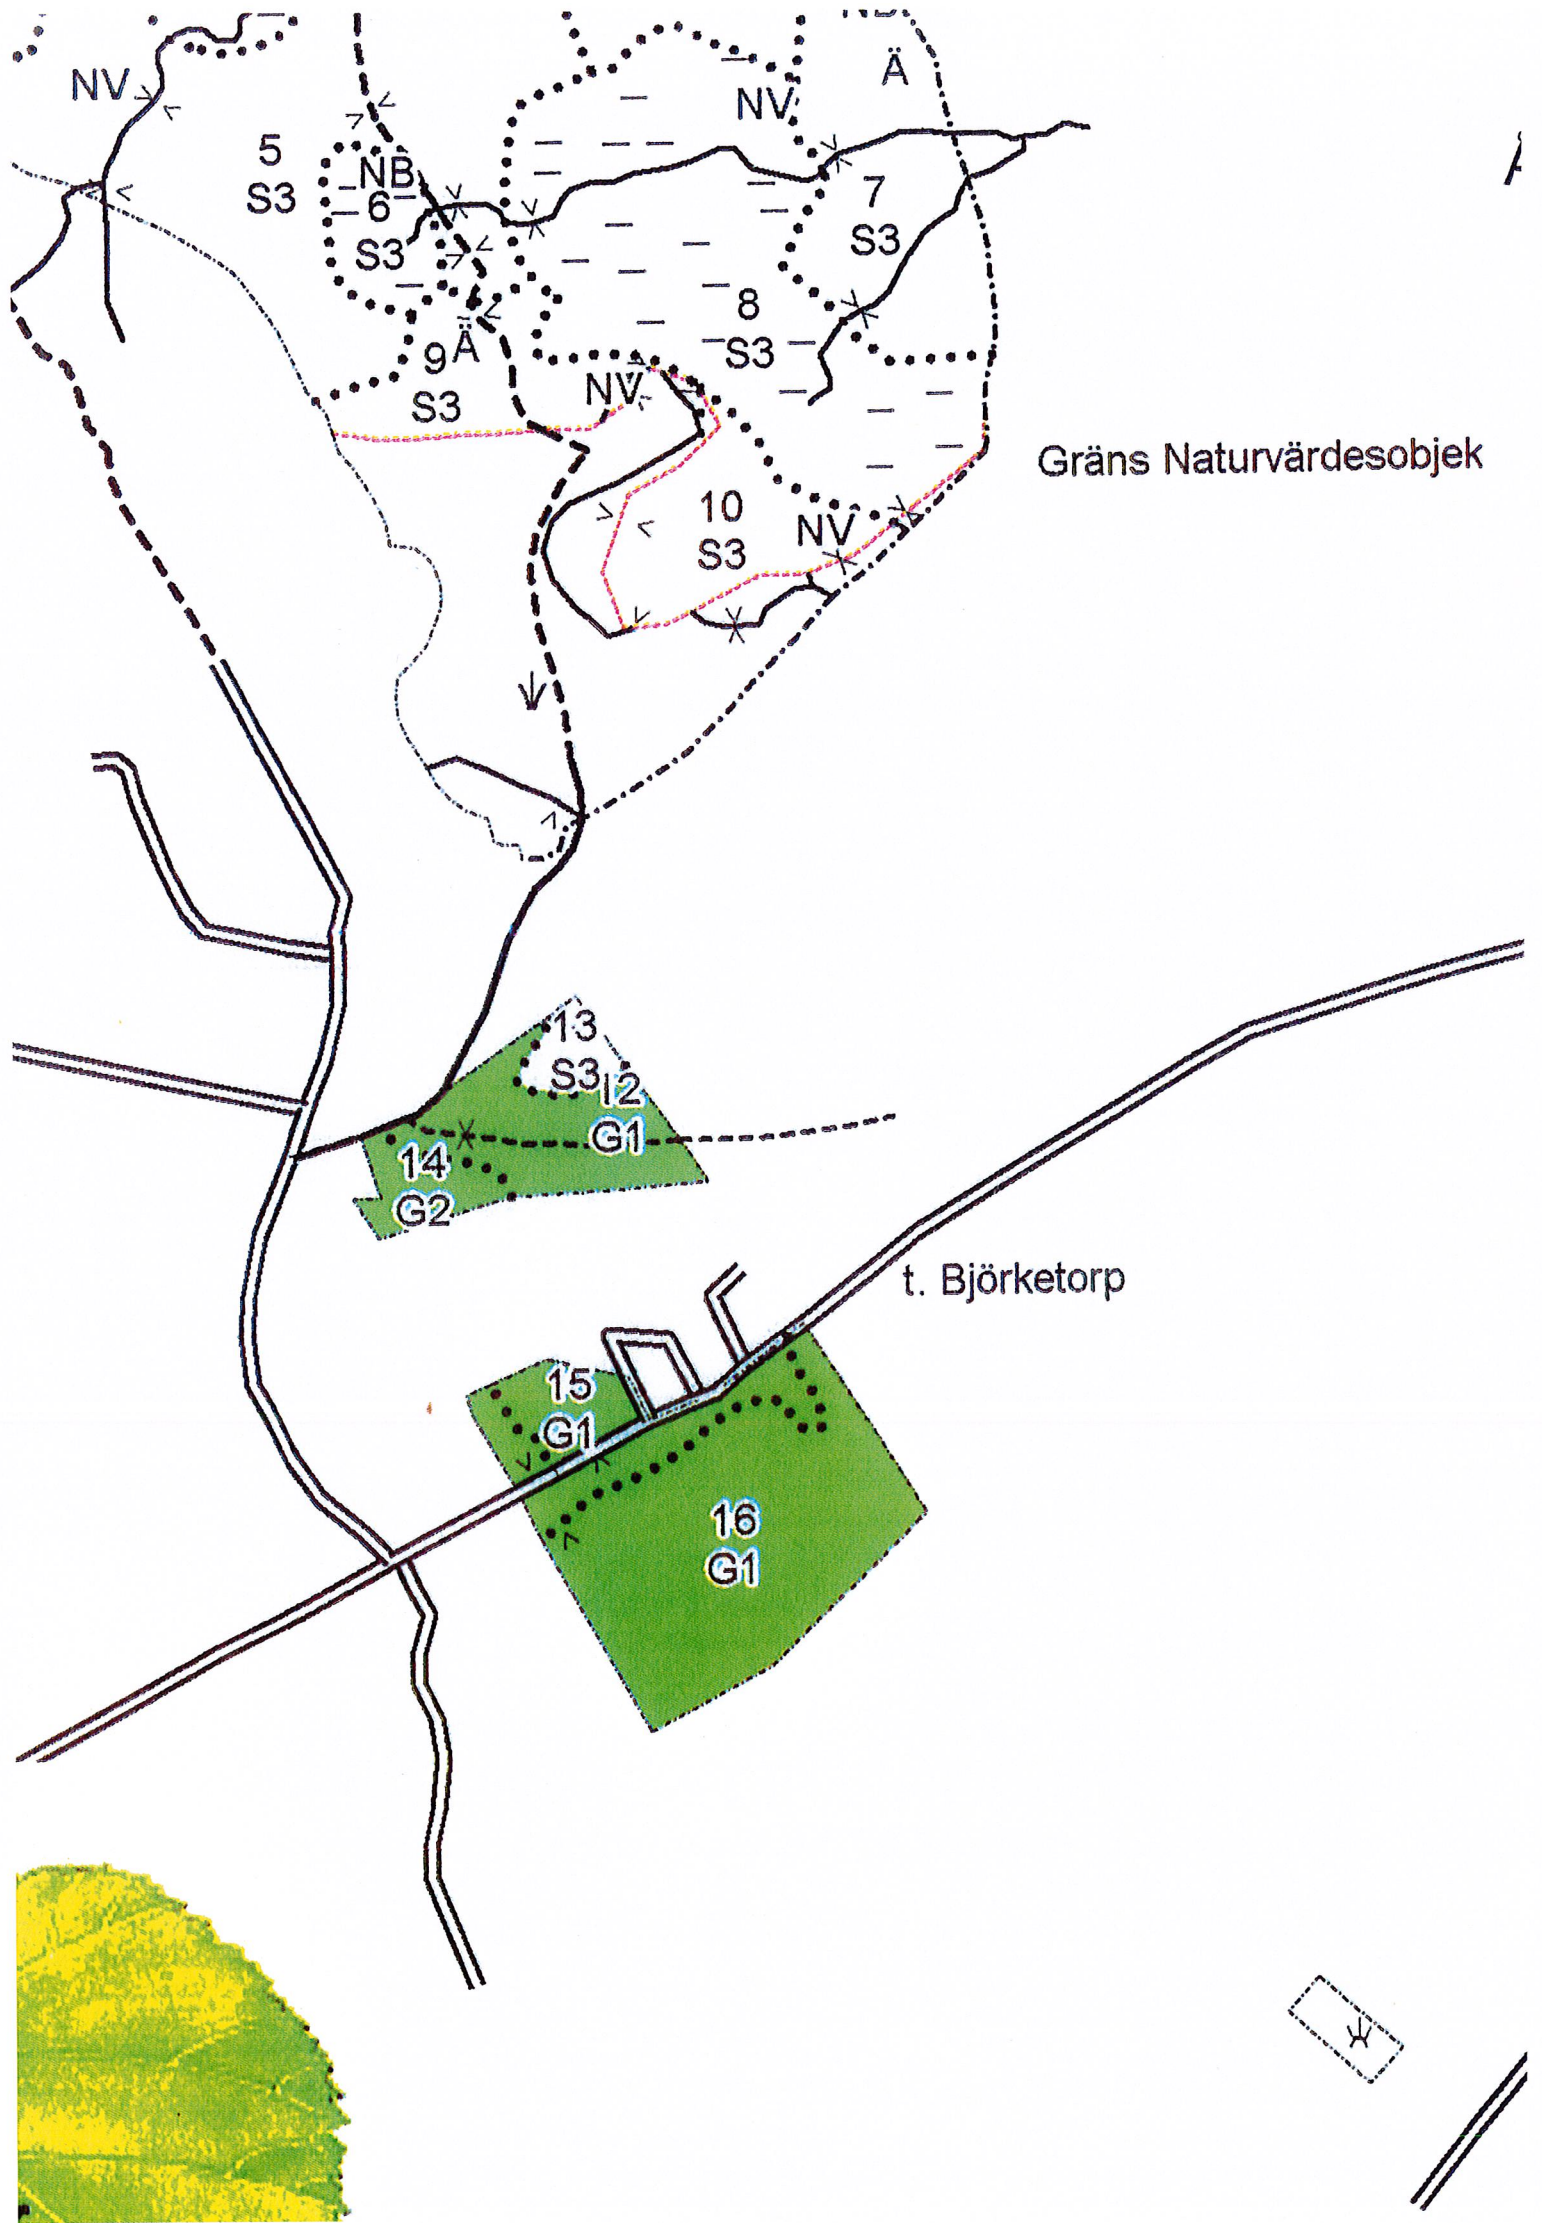 Ä
NV
NV
5
S3
NB
6
S3
7
S3
8
S3
9
Ä
S3
NV
Gräns Naturvärdesobjek
10
S3
NV
13
S3
12
G1
14
G2
t. Björketorp
15
G1
16
G1